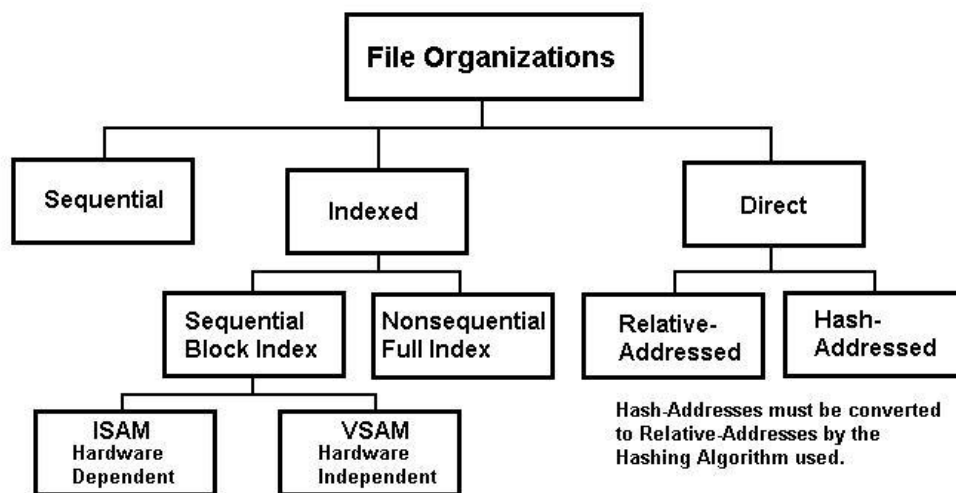 File Organizations
Sequential
Indexed
Direct
Sequential
Block Index
Nonsequential
Full Index
Relative-
Addressed
Hash-
Addressed
ISAM
Hardware
Dependent
VSAM
Hardware
Independent
Hash-Addresses must be converted
to Relative-Addresses by the
Hashing Algorithm used.